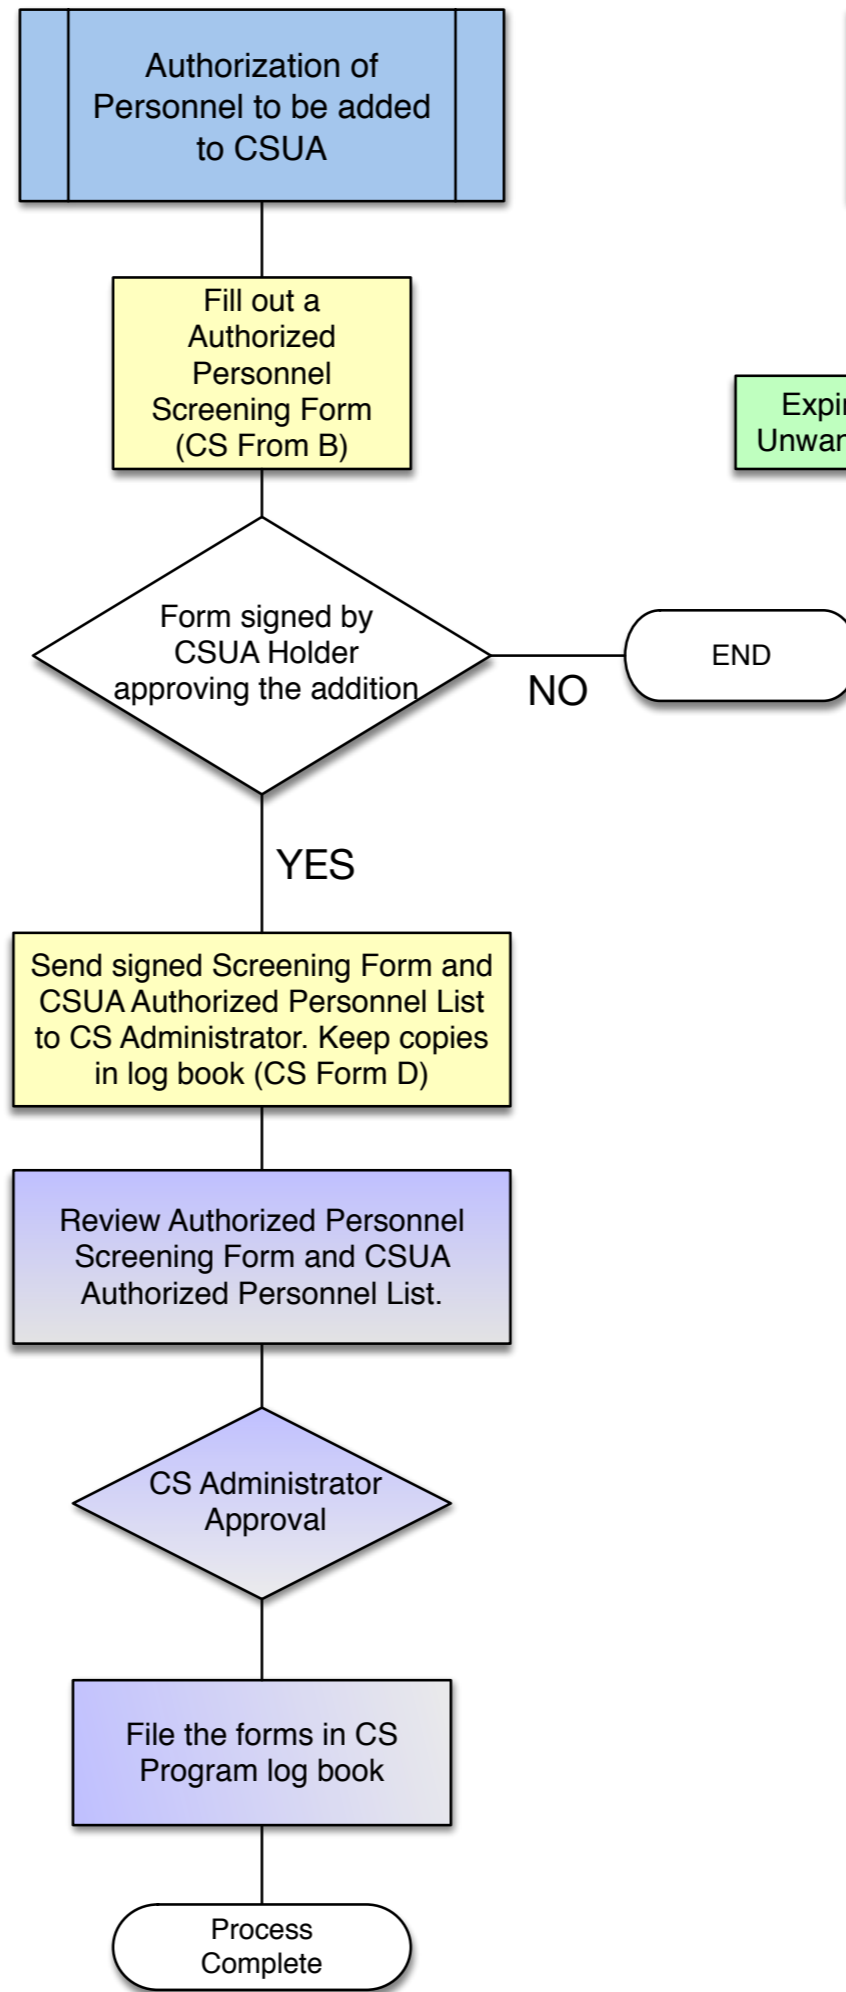 Authorization of
Personnel to be added
to CSUA
Fill out a
Authorized
Personnel
Screening Form
(CS From B)
Form signed by
CSUA Holder
approving the addition
NO
END
YES
Send signed Screening Form and
CSUA Authorized Personnel List
to CS Administrator. Keep copies
in log book (CS Form D)
Review Authorized Personnel
Screening Form and CSUA
Authorized Personnel List.
CS Administrator
Approval
File the forms in CS
Program log book
Process
Complete